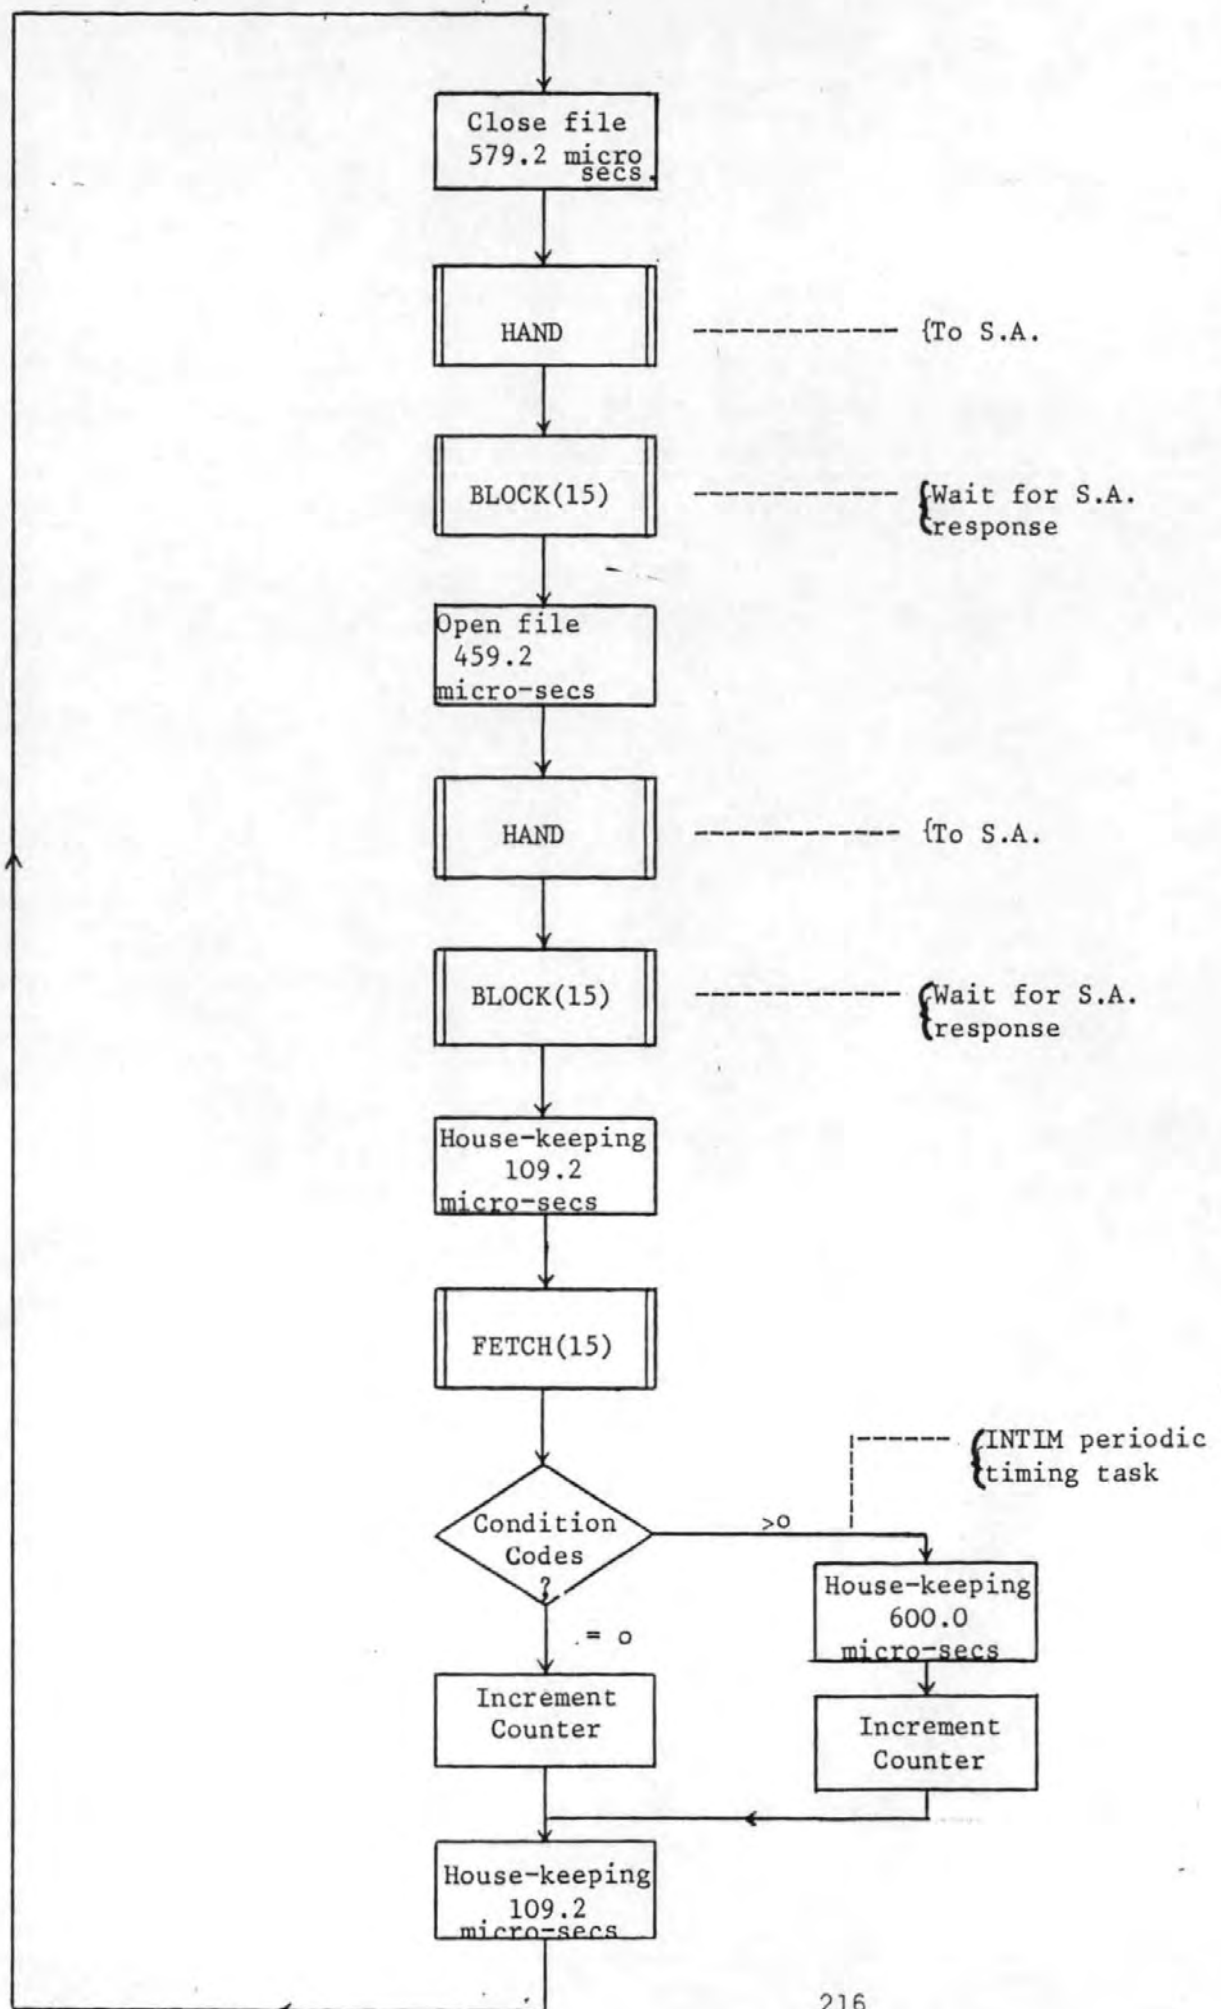 Close file
579.2 micro
secs.
HAND
{To S.A.
BLOCK(15)
{Wait for S.A.
response
Open file
459.2
micro-secs
HAND
{To S.A.
BLOCK(15)
{Wait for S.A.
response
House-keeping
109.2
micro-secs
FETCH(15)
{INTIM periodic
timing task
Condition
Codes
?
>o
= o
House-keeping
600.0
micro-secs
Increment
Counter
Increment
Counter
House-keeping
109.2
micro-secs
216